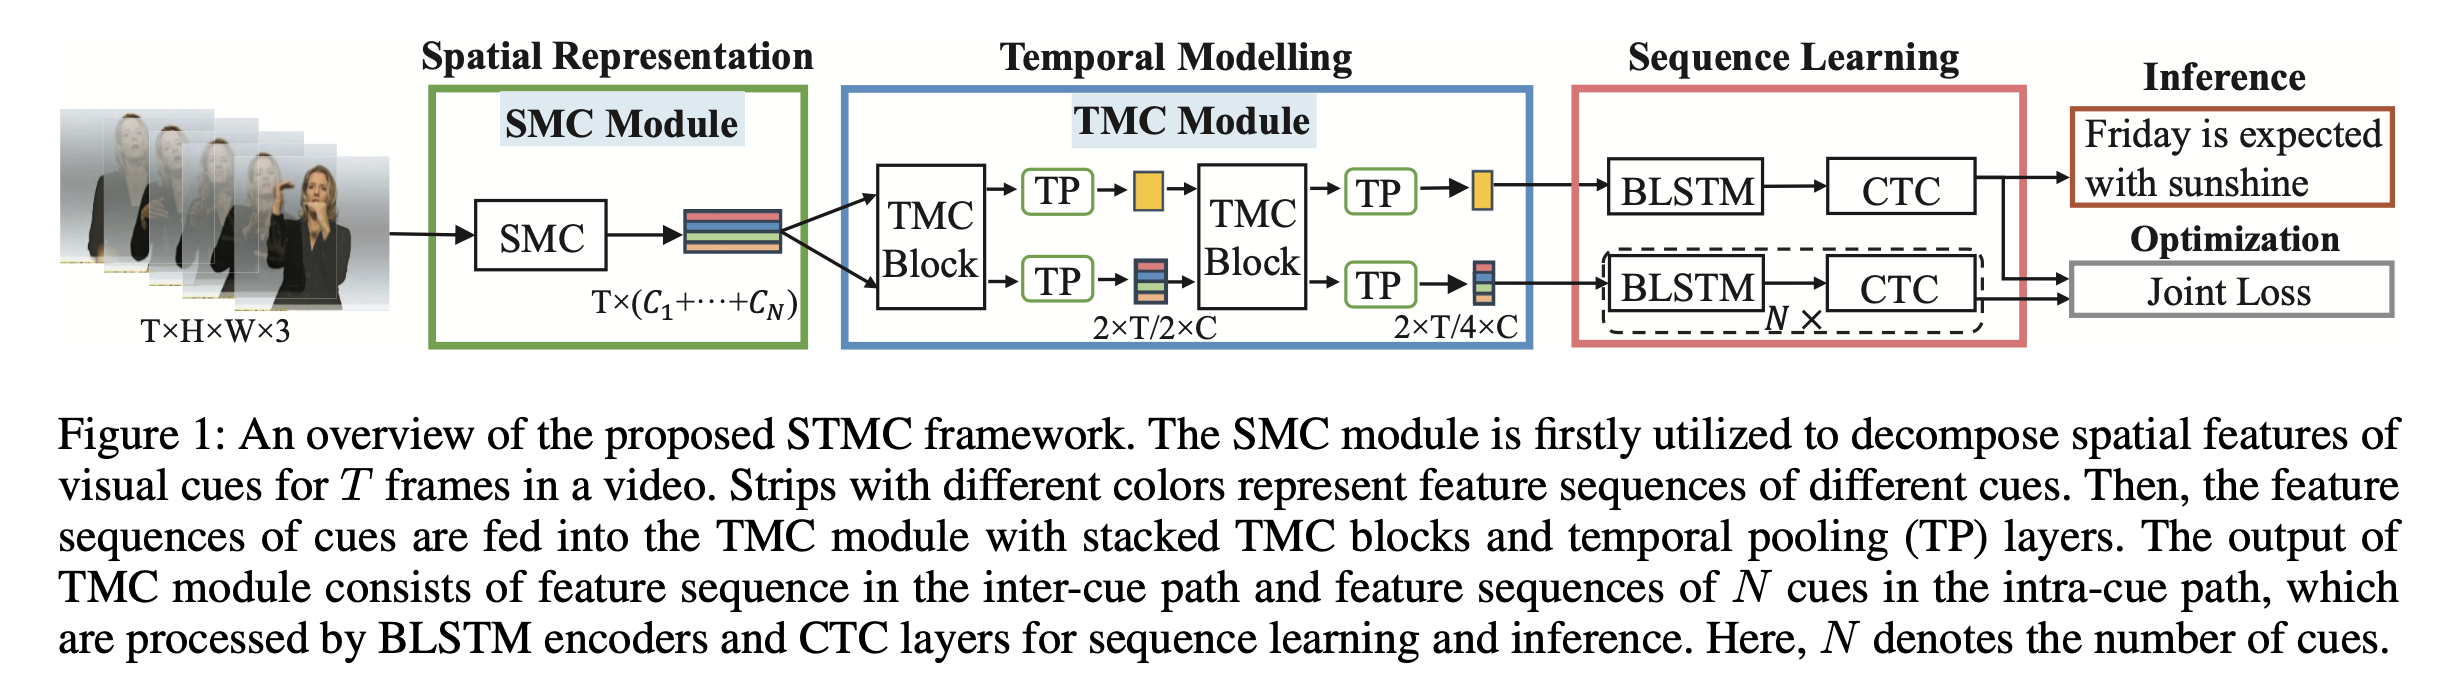 Spatial Representation
Temporal Modelling
Sequence Learning
Inference
SMC Module
TMC Module
Friday is expected
with sunshine
SMC
TMC
Block
TP
TP
TMC
Block
TP
TP
BLSTM
CTC
BLSTM
CTC
N ×
Optimization
Joint Loss
T×H×W×3
T×(C₁+⋯+C_N)
2×T/2×C
2×T/4×C
Figure 1: An overview of the proposed STMC framework. The SMC module is firstly utilized to decompose spatial features of
visual cues for T frames in a video. Strips with different colors represent feature sequences of different cues. Then, the feature
sequences of cues are fed into the TMC module with stacked TMC blocks and temporal pooling (TP) layers. The output of
TMC module consists of feature sequence in the inter-cue path and feature sequences of N cues in the intra-cue path, which
are processed by BLSTM encoders and CTC layers for sequence learning and inference. Here, N denotes the number of cues.